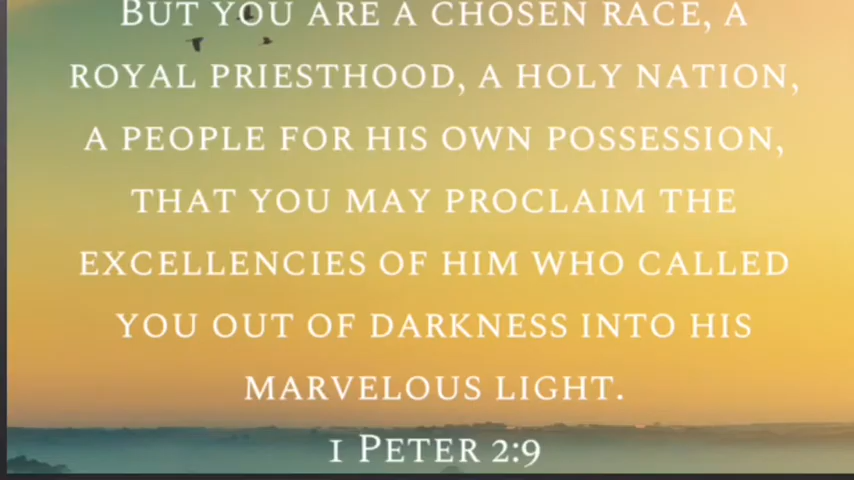 But you are a chosen race, a
royal priesthood, a holy nation,
a people for his own possession,
that you may proclaim the
excellencies of him who called
you out of darkness into his
marvelous light.
1 Peter 2:9